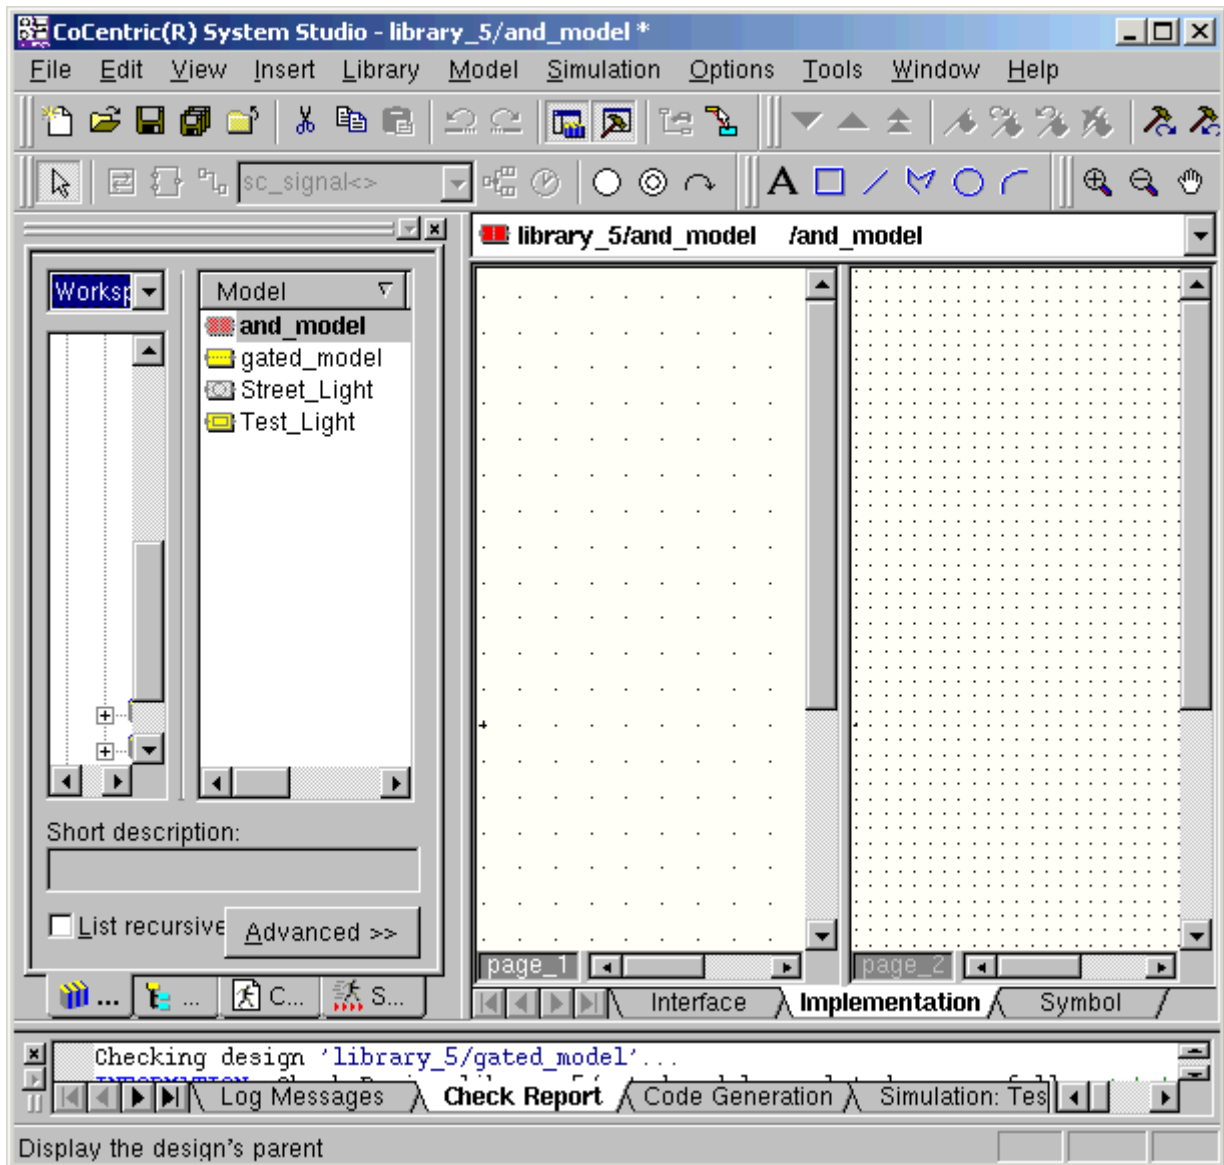 CoCentric(R) System Studio - library_5/and_model *
File Edit View Insert Library Model Simulation Options Tools Window Help
sc_signal<>
A
library_5/and_model /and_model
Worksp
Model
and_model
gated_model
Street_Light
Test_Light
Short description:
List recursive
Advanced >>
page_1
page_2
... ... C... S...
Interface Implementation Symbol
Checking design 'library_5/gated_model'...
Log Messages Check Report Code Generation Simulation: Tes
Display the design's parent